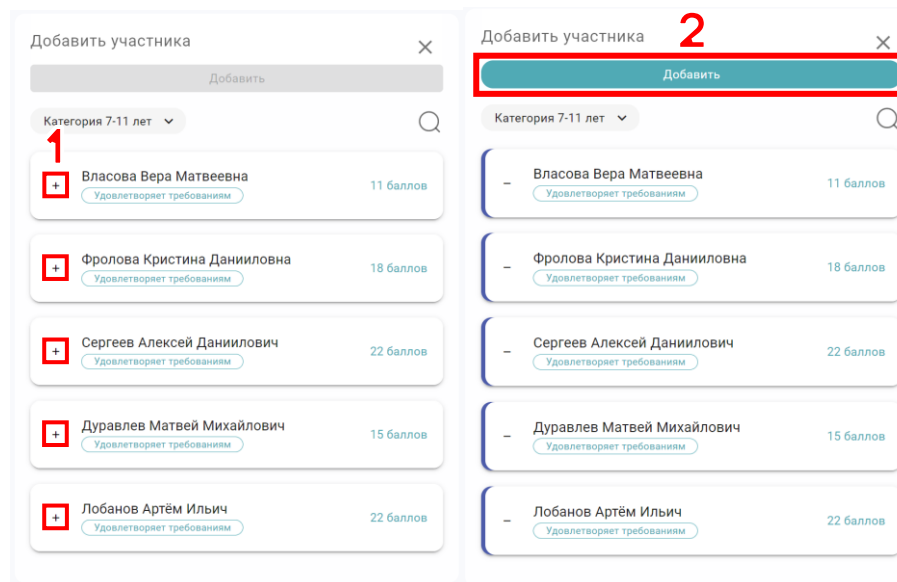 Добавить участника
Добавить
Категория 7-11 лет
1
+ Власова Вера Матвеевна
Удовлетворяет требованиям
11 баллов
+ Фролова Кристина Данииловна
Удовлетворяет требованиям
18 баллов
+ Сергеев Алексей Даниилович
Удовлетворяет требованиям
22 баллов
+ Дуравлев Матвей Михайлович
Удовлетворяет требованиям
15 баллов
+ Лобанов Артём Ильич
Удовлетворяет требованиям
22 баллов
Добавить участника
2
Добавить
Категория 7-11 лет
– Власова Вера Матвеевна
Удовлетворяет требованиям
11 баллов
– Фролова Кристина Данииловна
Удовлетворяет требованиям
18 баллов
– Сергеев Алексей Даниилович
Удовлетворяет требованиям
22 баллов
– Дуравлев Матвей Михайлович
Удовлетворяет требованиям
15 баллов
– Лобанов Артём Ильич
Удовлетворяет требованиям
22 баллов